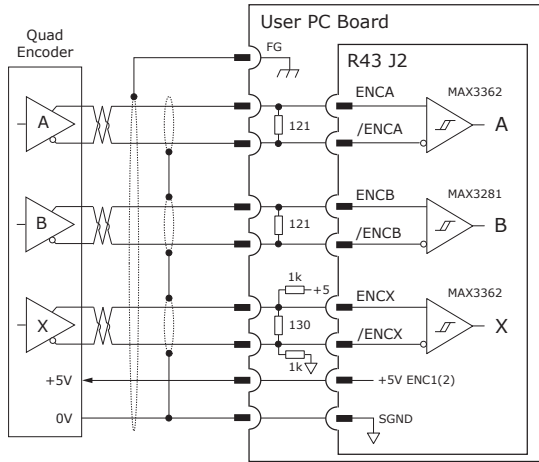 User PC Board
Quad
Encoder
FG
R43 J2
ENCA
MAX3362
A
121
/ENCA
A
ENCB
MAX3281
B
121
/ENCB
B
1k
+5
ENCX
MAX3362
X
130
/ENCX
X
1k
+5V
+5V ENC1(2)
0V
SGND